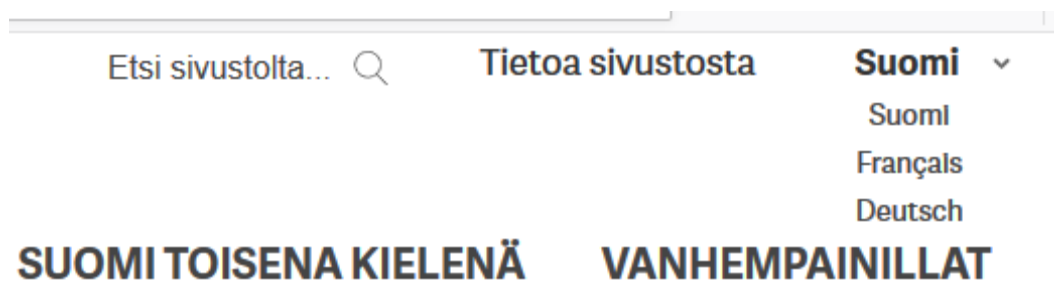 Etsi sivustolta... Tietoa sivustosta Suomi
Suomi
Français
Deutsch
SUOMI TOISENA KIELENÄ VANHEMPAINILLAT